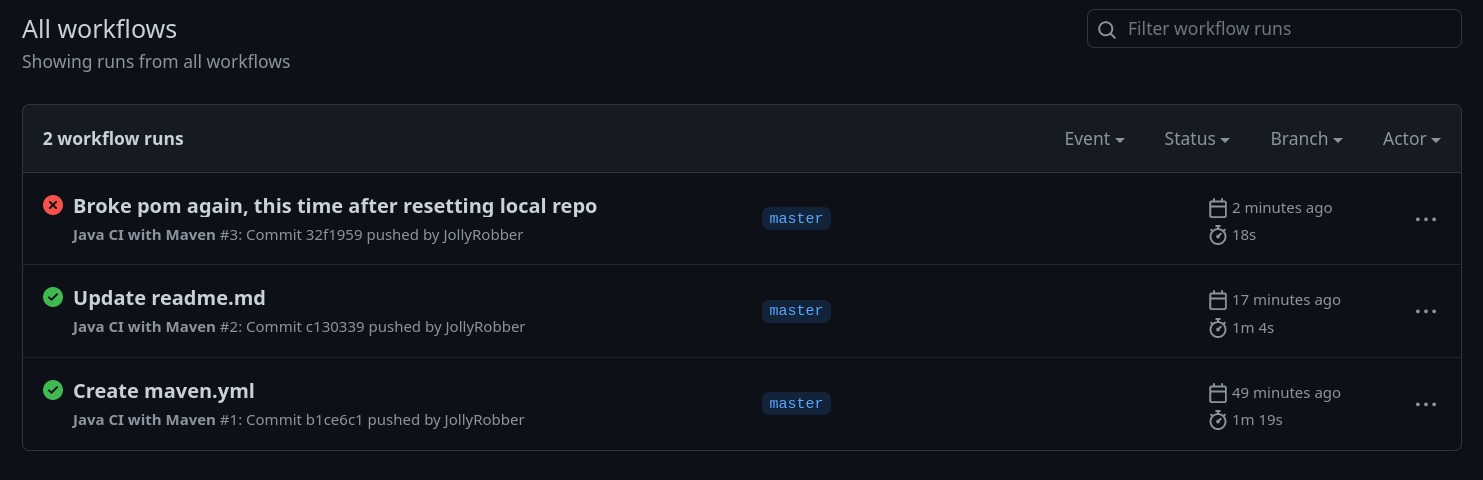 All workflows
Filter workflow runs
Showing runs from all workflows
2 workflow runs
Event Status Branch Actor
Broke pom again, this time after resetting local repo
Java CI with Maven #3: Commit 32f1959 pushed by JollyRobber
master
2 minutes ago
18s
Update readme.md
Java CI with Maven #2: Commit c130339 pushed by JollyRobber
master
17 minutes ago
1m 4s
Create maven.yml
Java CI with Maven #1: Commit b1ce6c1 pushed by JollyRobber
master
49 minutes ago
1m 19s